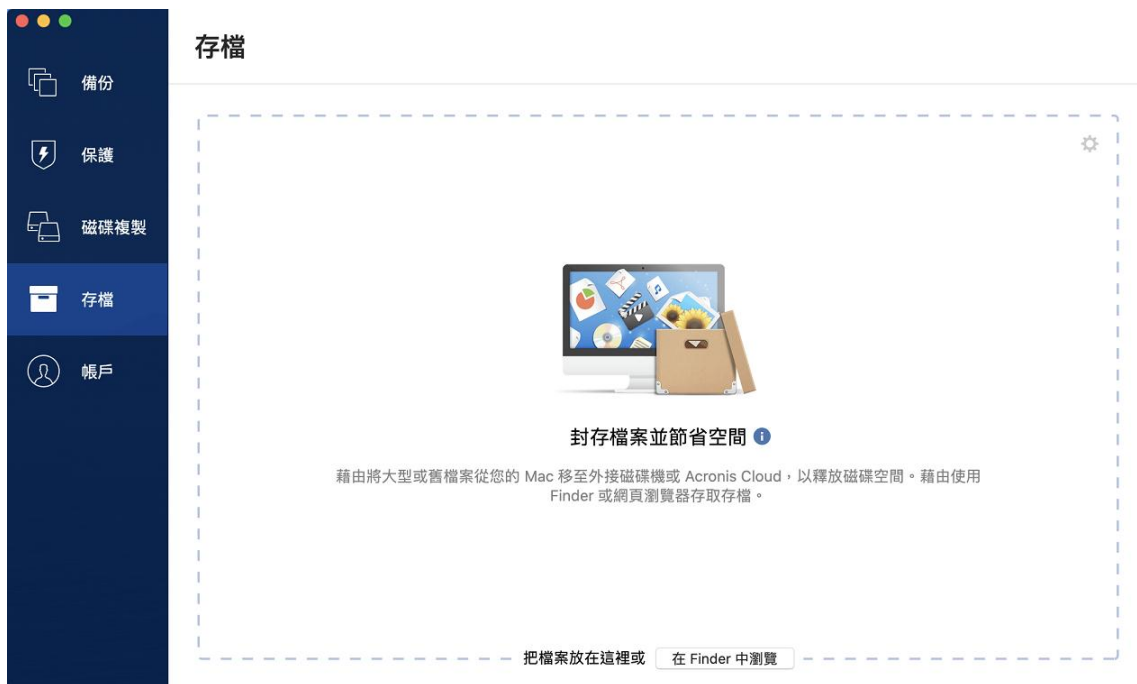 存檔
備份
保護
磁碟複製
存檔
帳戶
封存檔案並節省空間
藉由將大型或舊檔案從您的 Mac 移至外接磁碟機或 Acronis Cloud，以釋放磁碟空間。藉由使用
Finder 或網頁瀏覽器存取存檔。
把檔案放在這裡或 在 Finder 中瀏覽